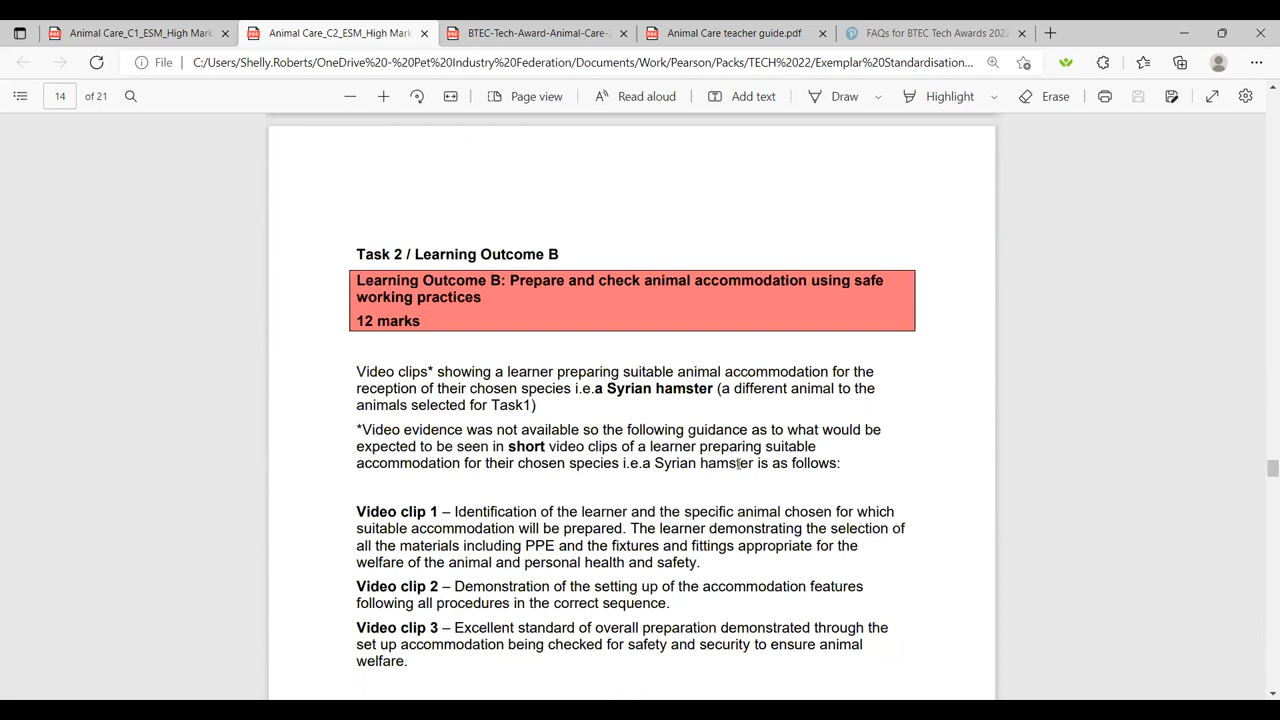 Animal Care_C1_ESM_High Mark
Animal Care_C2_ESM_High Mark
BTEC-Tech-Award-Animal-Care-2
Animal Care teacher guide.pdf
FAQs for BTEC Tech Awards 2022
File
C:/Users/Shelly.Roberts/OneDrive%20-%20Pet%20Industry%20Federation/Documents/Work/Pearson/Packs/TECH%2022/Exemplar%20Standardisation...
14 of 21
Page view
Read aloud
Add text
Draw
Highlight
Erase
Task 2 / Learning Outcome B
Learning Outcome B: Prepare and check animal accommodation using safe
working practices
12 marks
Video clips* showing a learner preparing suitable animal accommodation for the
reception of their chosen species i.e.a Syrian hamster (a different animal to the
animals selected for Task1)
*Video evidence was not available so the following guidance as to what would be
expected to be seen in short video clips of a learner preparing suitable
accommodation for their chosen species i.e.a Syrian hamster is as follows:
Video clip 1 – Identification of the learner and the specific animal chosen for which
suitable accommodation will be prepared. The learner demonstrating the selection of
all the materials including PPE and the fixtures and fittings appropriate for the
welfare of the animal and personal health and safety.
Video clip 2 – Demonstration of the setting up of the accommodation features
following all procedures in the correct sequence.
Video clip 3 – Excellent standard of overall preparation demonstrated through the
set up accommodation being checked for safety and security to ensure animal
welfare.